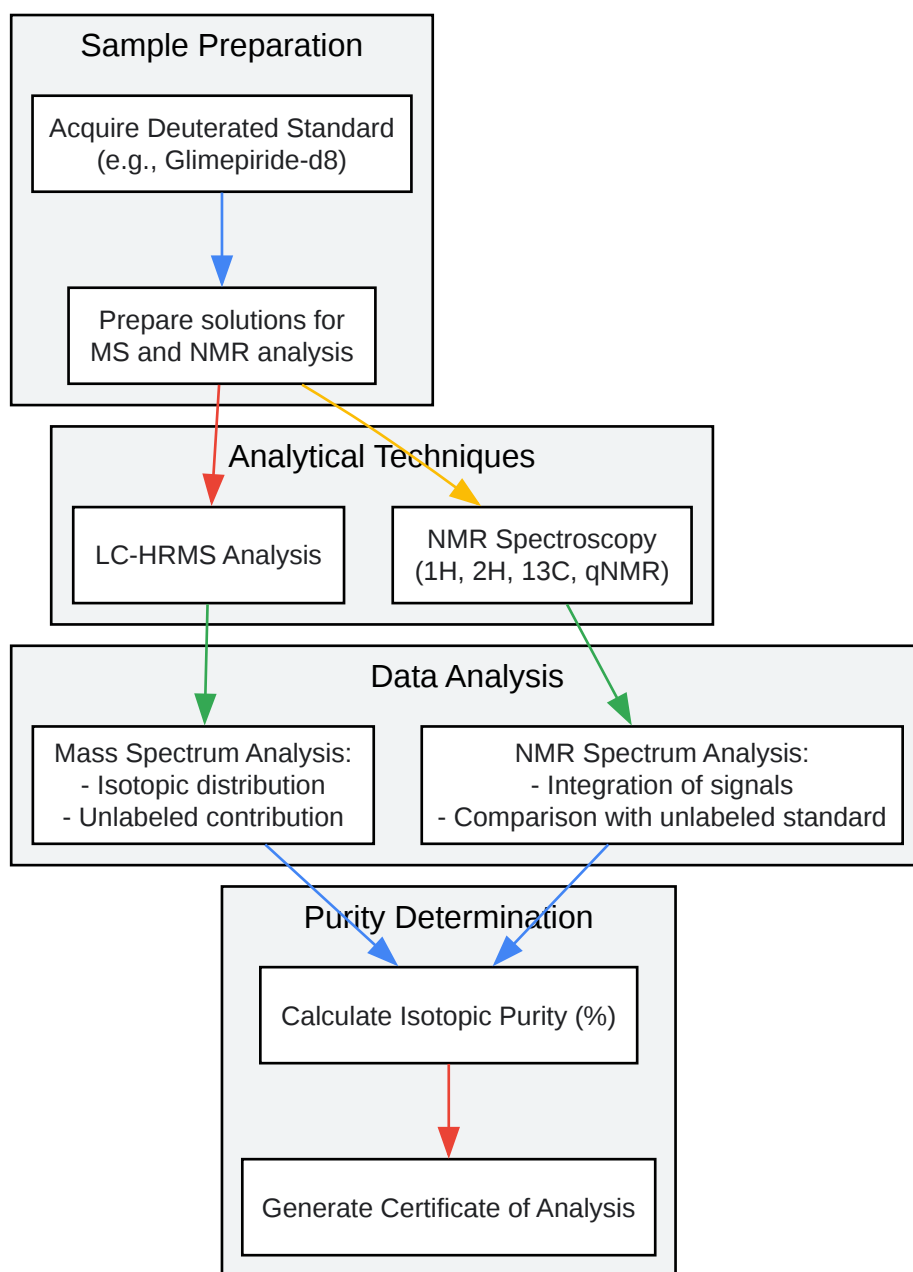 Sample Preparation
Acquire Deuterated Standard
(e.g., Glimepiride-d8)
Prepare solutions for
MS and NMR analysis
Analytical Techniques
LC-HRMS Analysis
NMR Spectroscopy
(1H, 2H, 13C, qNMR)
Data Analysis
Mass Spectrum Analysis:
- Isotopic distribution
- Unlabeled contribution
NMR Spectrum Analysis:
- Integration of signals
- Comparison with unlabeled standard
Purity Determination
Calculate Isotopic Purity (%)
Generate Certificate of Analysis